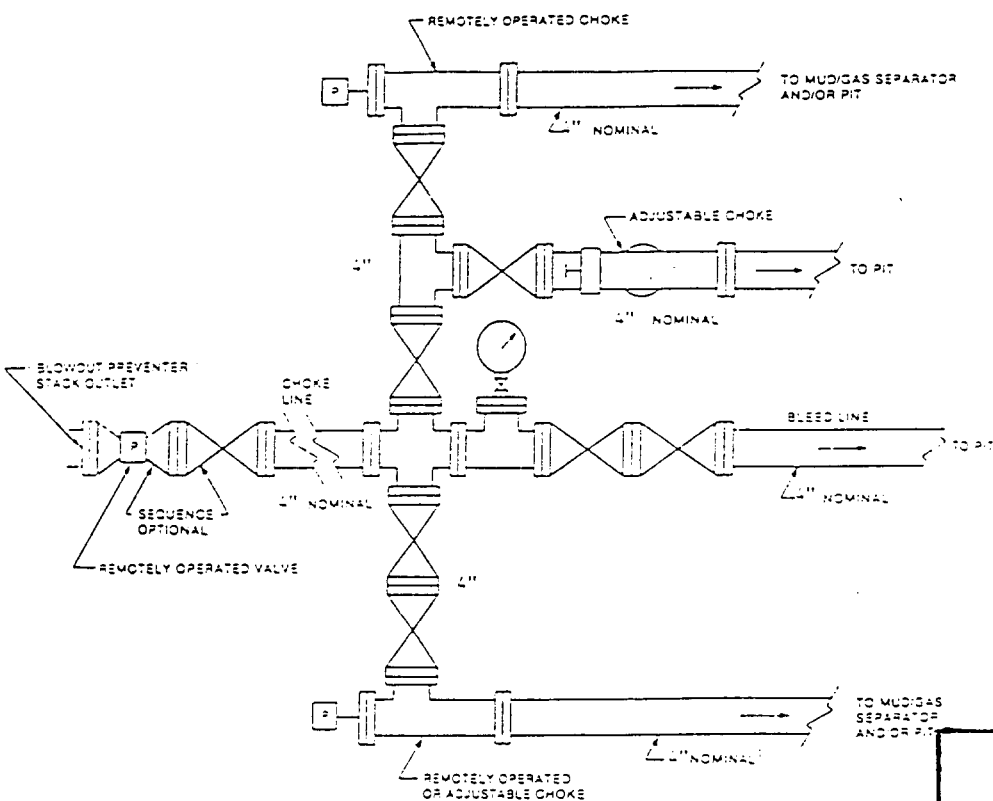 REMOTELY OPERATED CHOKE
P
TO MUD/GAS SEPARATOR
AND/OR PIT
4" NOMINAL
ADJUSTABLE CHOKE
4"
TO PIT
4" NOMINAL
BLOWOUT PREVENTER
STACK OUTLET
CHOKE
LINE
BLEED LINE
P
TO PIT
4" NOMINAL
4" NOMINAL
SEQUENCE
OPTIONAL
REMOTELY OPERATED VALVE
4"
P
TO MUD/GAS
SEPARATOR
AND/OR PIT
4" NOMINAL
REMOTELY OPERATED
OR ADJUSTABLE CHOKE